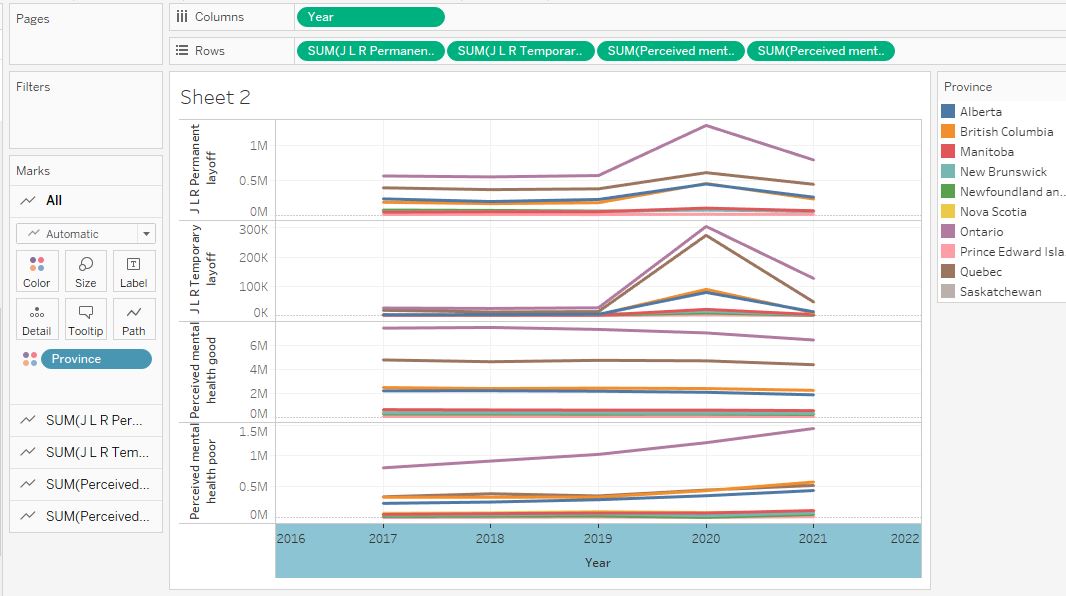 Pages
Columns
Year
Rows
SUM(J L R Permanen..
SUM(J L R Temporar..
SUM(Perceived ment..
SUM(Perceived ment..
Filters
Marks
All
Automatic
Color
Size
Label
Detail
Tooltip
Path
Province
SUM(J L R Per...
SUM(J L R Tem...
SUM(Perceived...
SUM(Perceived...
Sheet 2
J L R Permanent
layoff
1M
0.5M
0M
J L R Temporary
layoff
300K
200K
100K
0K
Perceived mental
health good
6M
4M
2M
0M
Perceived mental
health poor
1.5M
1M
0.5M
0M
2016
2017
2018
2019
2020
2021
2022
Year
Province
Alberta
British Columbia
Manitoba
New Brunswick
Newfoundland an...
Nova Scotia
Ontario
Prince Edward Isla
Quebec
Saskatchewan